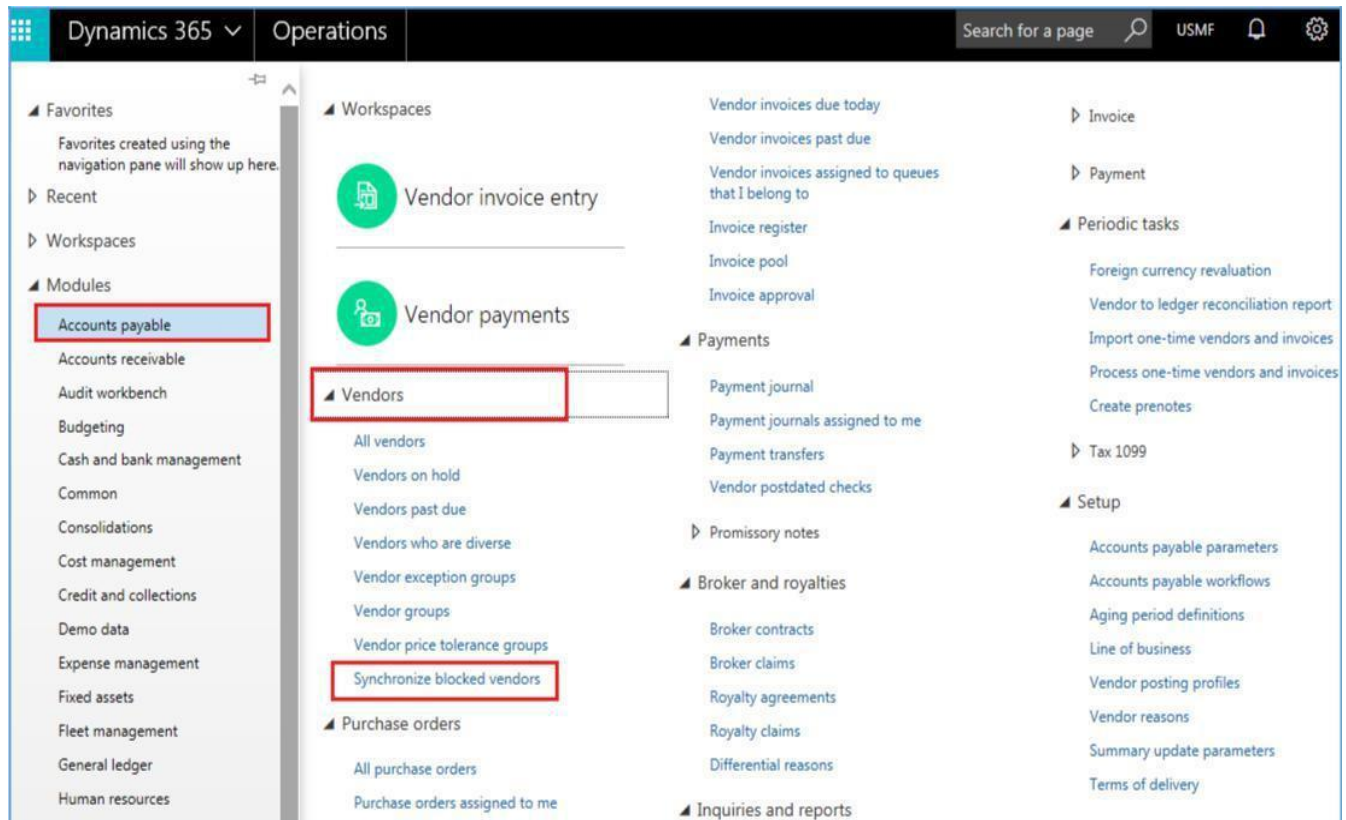 Dynamics 365
Operations
Search for a page
USMF
Favorites
Favorites created using the
navigation pane will show up here.
Recent
Workspaces
Modules
Accounts payable
Accounts receivable
Audit workbench
Budgeting
Cash and bank management
Common
Consolidations
Cost management
Credit and collections
Demo data
Expense management
Fixed assets
Fleet management
General ledger
Human resources
Workspaces
Vendor invoice entry
Vendor payments
Vendors
All vendors
Vendors on hold
Vendors past due
Vendors who are diverse
Vendor exception groups
Vendor groups
Vendor price tolerance groups
Synchronize blocked vendors
Purchase orders
All purchase orders
Purchase orders assigned to me
Vendor invoices due today
Vendor invoices past due
Vendor invoices assigned to queues
that I belong to
Invoice register
Invoice pool
Invoice approval
Payments
Payment journal
Payment journals assigned to me
Payment transfers
Vendor postdated checks
Promissory notes
Broker and royalties
Broker contracts
Broker claims
Royalty agreements
Royalty claims
Differential reasons
Inquiries and reports
Invoice
Payment
Periodic tasks
Foreign currency revaluation
Vendor to ledger reconciliation report
Import one-time vendors and invoices
Process one-time vendors and invoices
Create prenotes
Tax 1099
Setup
Accounts payable parameters
Accounts payable workflows
Aging period definitions
Line of business
Vendor posting profiles
Vendor reasons
Summary update parameters
Terms of delivery